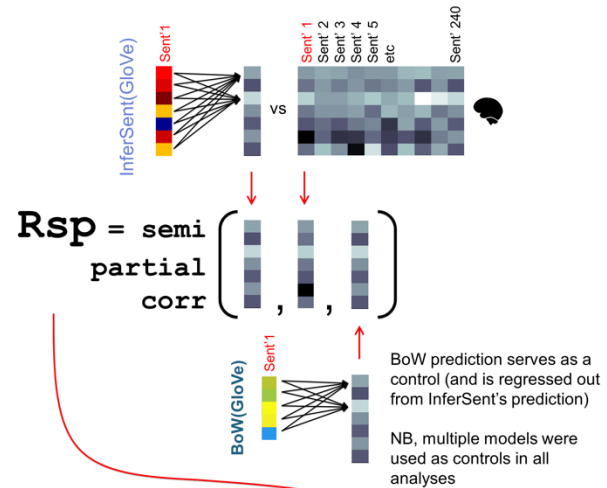 Sent' 1
Sent' 2
Sent' 3
Sent' 4
Sent' 5
etc
Sent' 240
Sent'1
InferSent(GloVe)
vs
Rsp = semi
partial
corr
( , , )
Sent'1
BoW(GloVe)
BoW prediction serves as a
control (and is regressed out
from InferSent's prediction)
NB, multiple models were
used as controls in all
analyses